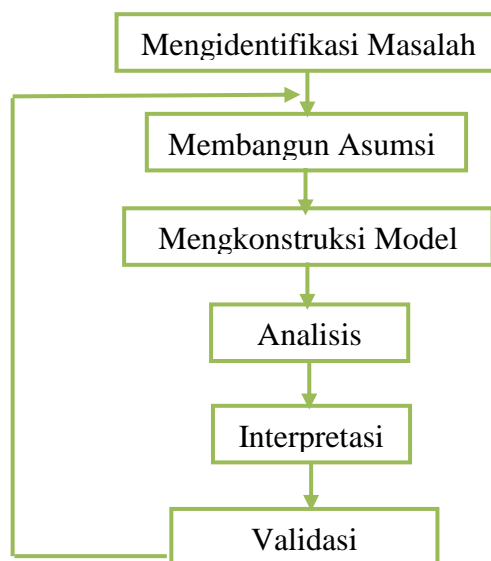 Mengidentifikasi Masalah
Membangun Asumsi
Mengkonstruksi Model
Analisis
Interpretasi
Validasi